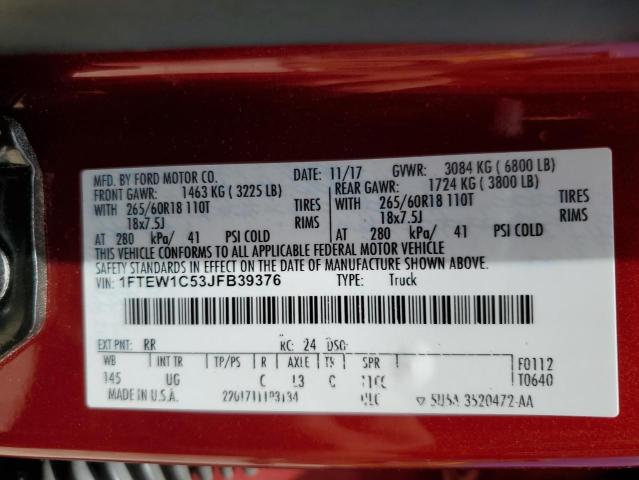 MFD. BY FORD MOTOR CO. DATE: 11/17 GVWR: 3084 KG ( 6800 LB)
FRONT GAWR: 1463 KG ( 3225 LB) REAR GAWR: 1724 KG ( 3800 LB)
WITH 265/60R18 110T TIRES WITH 265/60R18 110T TIRES
18x7.5J RIMS 18x7.5J RIMS
AT 280 kPa/ 41 PSI COLD AT 280 kPa/ 41 PSI COLD
THIS VEHICLE CONFORMS TO ALL APPLICABLE FEDERAL MOTOR VEHICLE
SAFETY STANDARDS IN EFFECT ON THE DATE OF MANUFACTURE SHOWN ABOVE.
VIN: 1FTEW1C53JFB39376 TYPE: Truck
EXT PNT: RR RC: 24 DSO:
WB INT TR TP/PS R AXLE TR SPR F0112
145 UG C L3 C T0640
MADE IN U.S.A. 3520472-AA